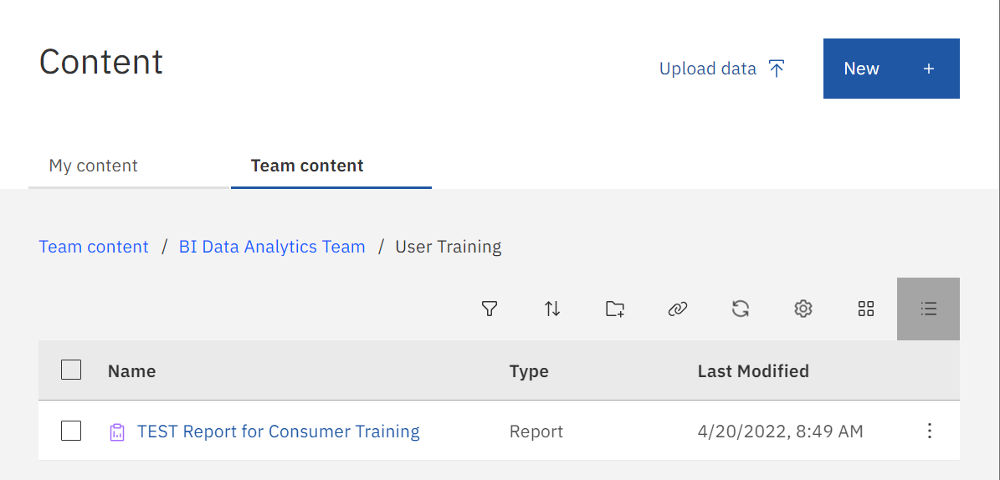 Content
Upload data
New +
My content
Team content
Team content / BI Data Analytics Team / User Training
Name Type Last Modified
TEST Report for Consumer Training Report 4/20/2022, 8:49 AM